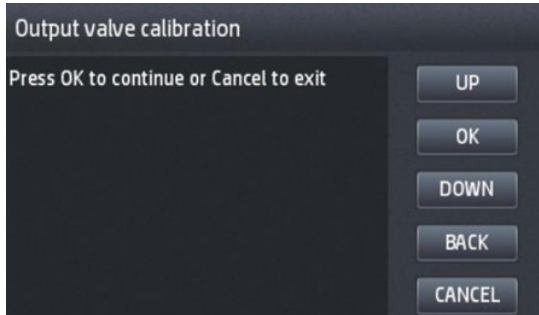 Output valve calibration
Press OK to continue or Cancel to exit
UP
OK
DOWN
BACK
CANCEL